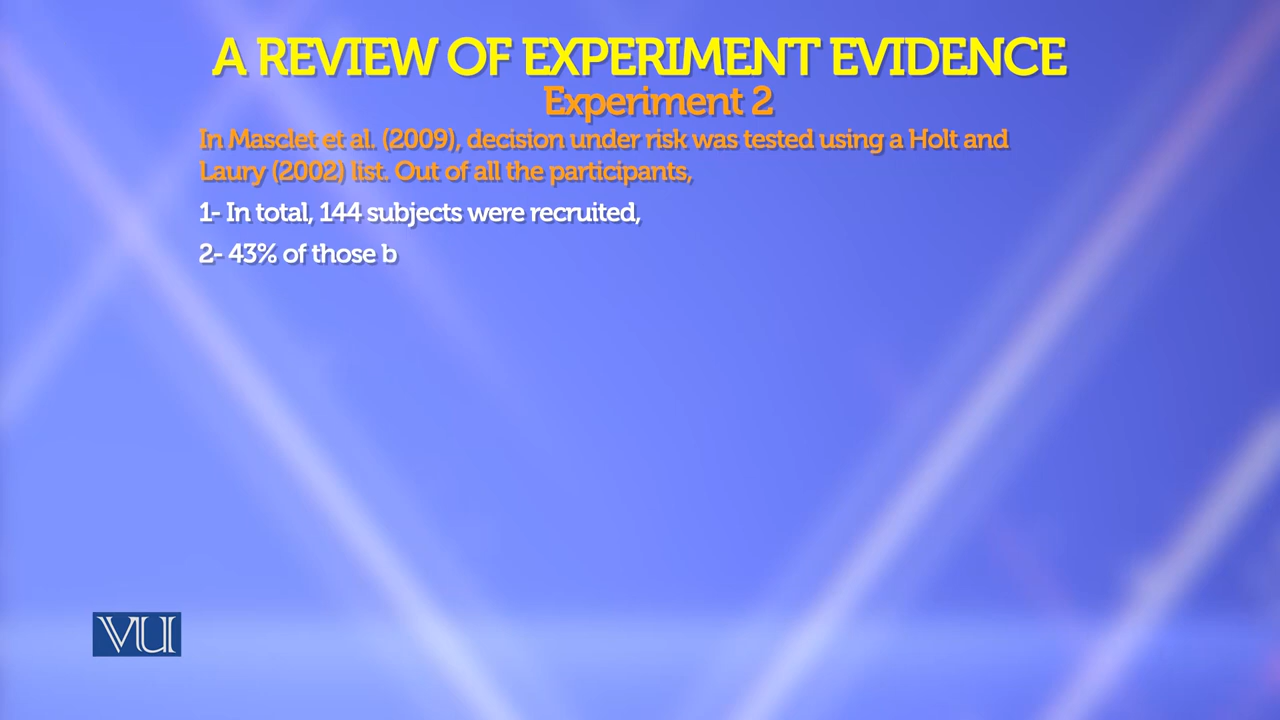 A REVIEW OF EXPERIMENT EVIDENCE
Experiment 2
In Masclet et al. (2009), decision under risk was tested using a Holt and
Laury (2002) list. Out of all the participants,
1- In total, 144 subjects were recruited,
2- 43% of those b
VU